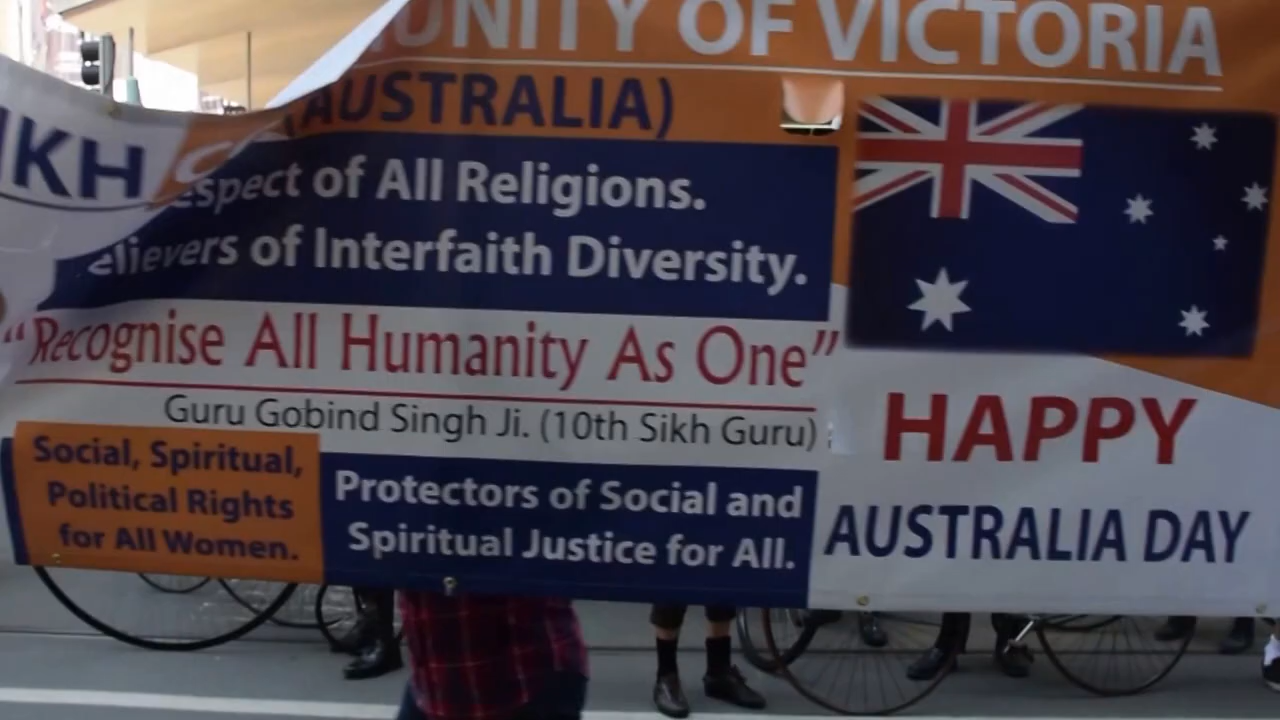 UNITY OF VICTORIA
(AUSTRALIA)
IKH C
espect of All Religions.
elievers of Interfaith Diversity.
“Recognise All Humanity As One”
Guru Gobind Singh Ji. (10th Sikh Guru)
Social, Spiritual,
Political Rights
for All Women.
Protectors of Social and
Spiritual Justice for All.
HAPPY
AUSTRALIA DAY